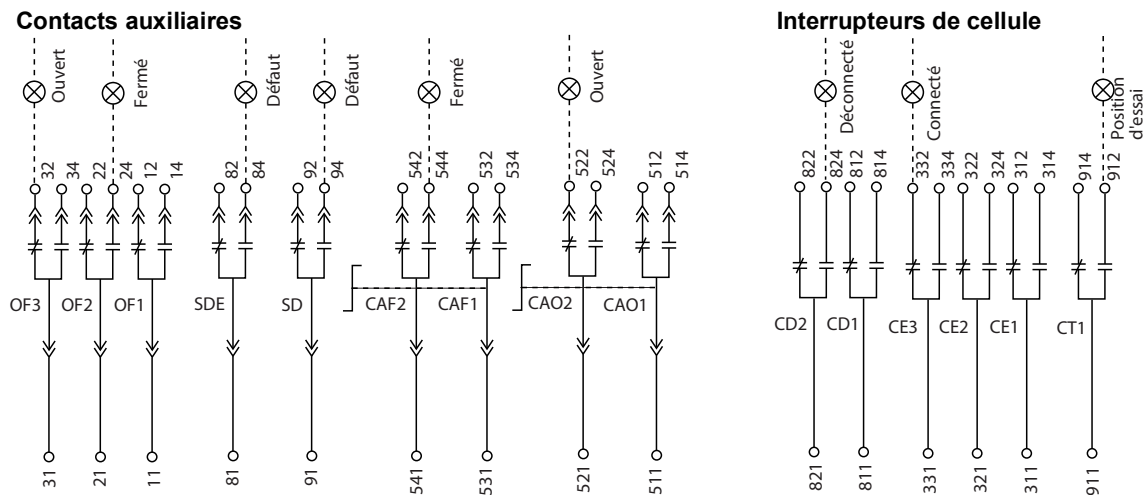 Contacts auxiliaires
Interrupteurs de cellule
Ouvert
Fermé
Défaut
Défaut
Fermé
Ouvert
Déconnecté
Connecté
Position
d'essai
32 34 22 24 12 14 82 84 92 94 542 544 532 534 522 524 512 514
822 824 812 814 332 334 322 324 312 314 914 912
OF3 OF2 OF1 SDE SD CAF2 CAF1 CAO2 CAO1
CD2 CD1 CE3 CE2 CE1 CT1
31 21 11 81 91 541 531 521 511
821 811 331 321 311 911